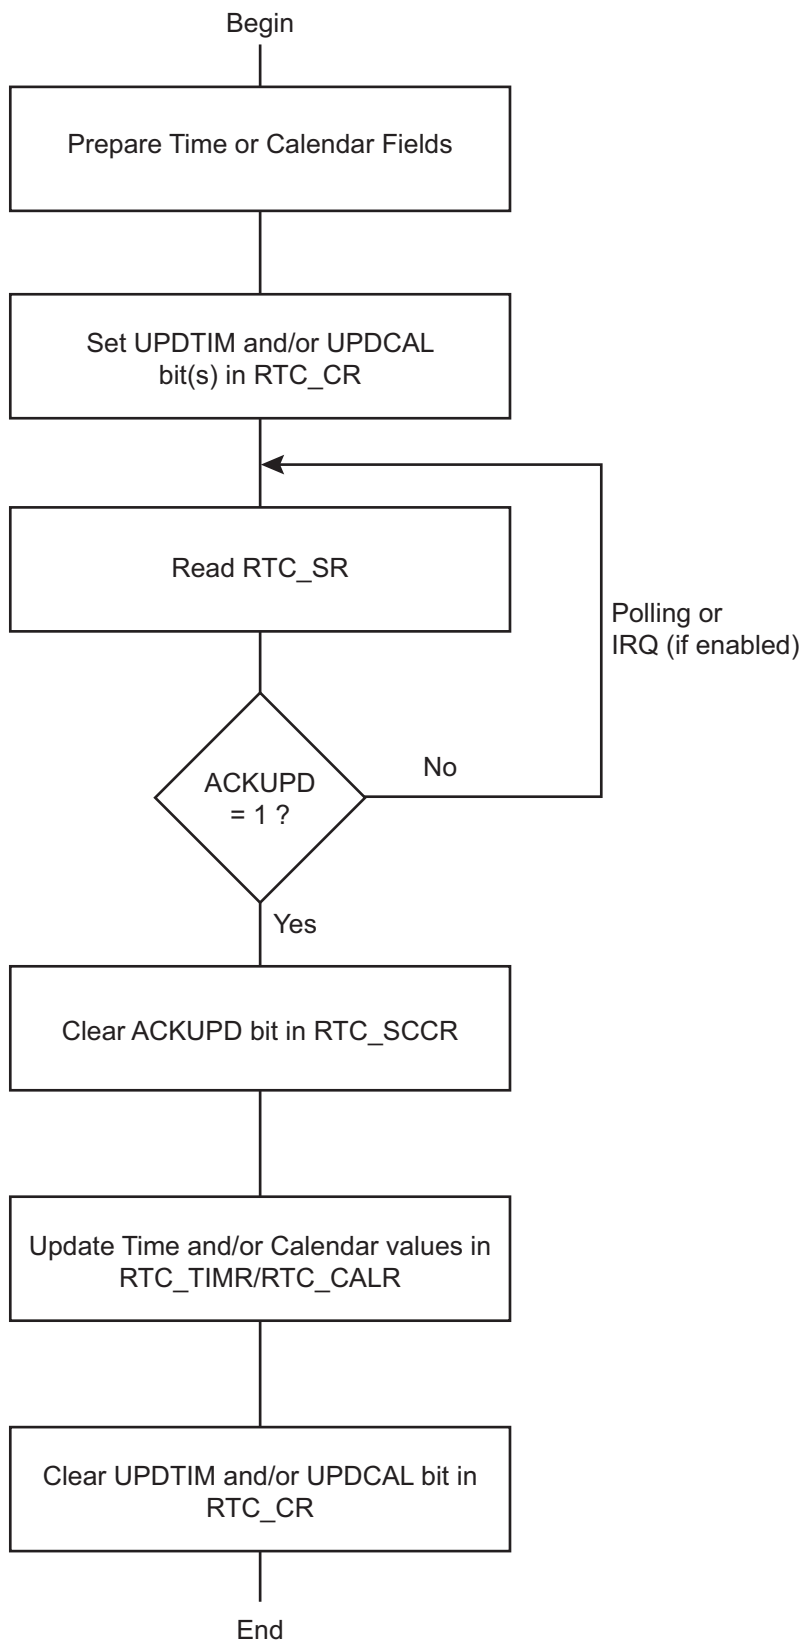 Begin
Prepare Time or Calendar Fields
Set UPDTIM and/or UPDCAL
bit(s) in RTC_CR
Read RTC_SR
Polling or
IRQ (if enabled)
ACKUPD
= 1 ?
No
Yes
Clear ACKUPD bit in RTC_SCCR
Update Time and/or Calendar values in
RTC_TIMR/RTC_CALR
Clear UPDTIM and/or UPDCAL bit in
RTC_CR
End